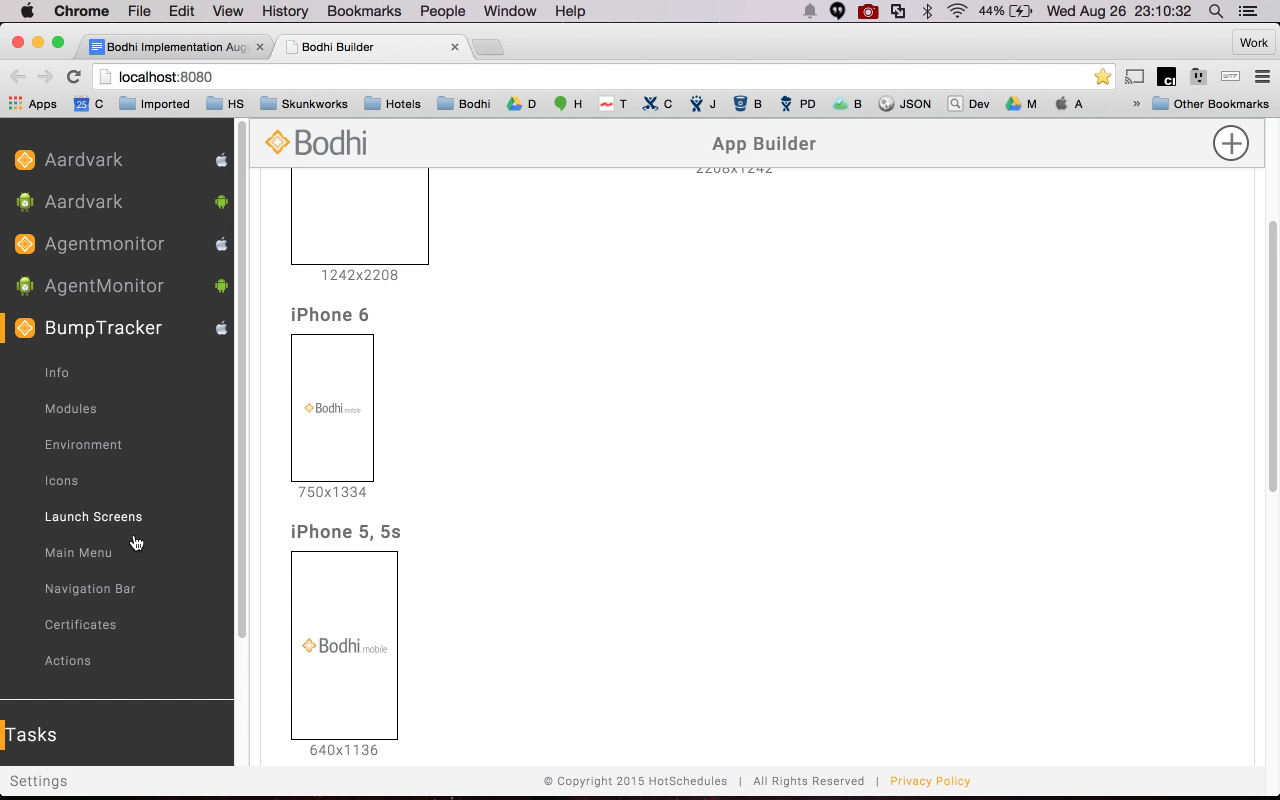 Chrome File Edit View History Bookmarks People Window Help 44% Wed Aug 26 23:10:32
Bodhi Implementation Aug
Bodhi Builder
Work
localhost:8080
Apps 25 C Imported HS Skunkworks Hotels Bodhi D H T C J B PD B JSON Dev M A » Other Bookmarks
Bodhi
App Builder
Aardvark
Aardvark
Agentmonitor
AgentMonitor
BumpTracker
Info
Modules
Environment
Icons
Launch Screens
Main Menu
Navigation Bar
Certificates
Actions
Tasks
Settings
2208x1242
1242x2208
iPhone 6
Bodhi mobile
750x1334
iPhone 5, 5s
Bodhi mobile
640x1136
© Copyright 2015 HotSchedules | All Rights Reserved | Privacy Policy